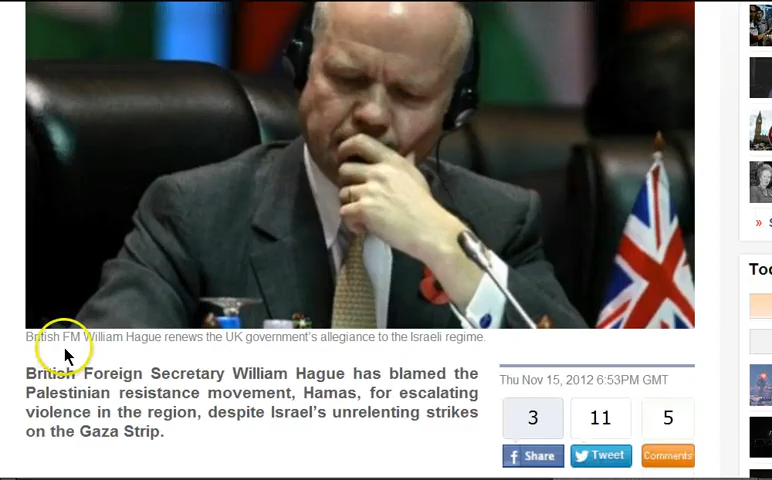 British FM William Hague renews the UK government's allegiance to the Israeli regime.
British Foreign Secretary William Hague has blamed the
Palestinian resistance movement, Hamas, for escalating
violence in the region, despite Israel's unrelenting strikes
on the Gaza Strip.
Thu Nov 15, 2012 6:53PM GMT
3 11 5
Share Tweet Comments
» S
Too